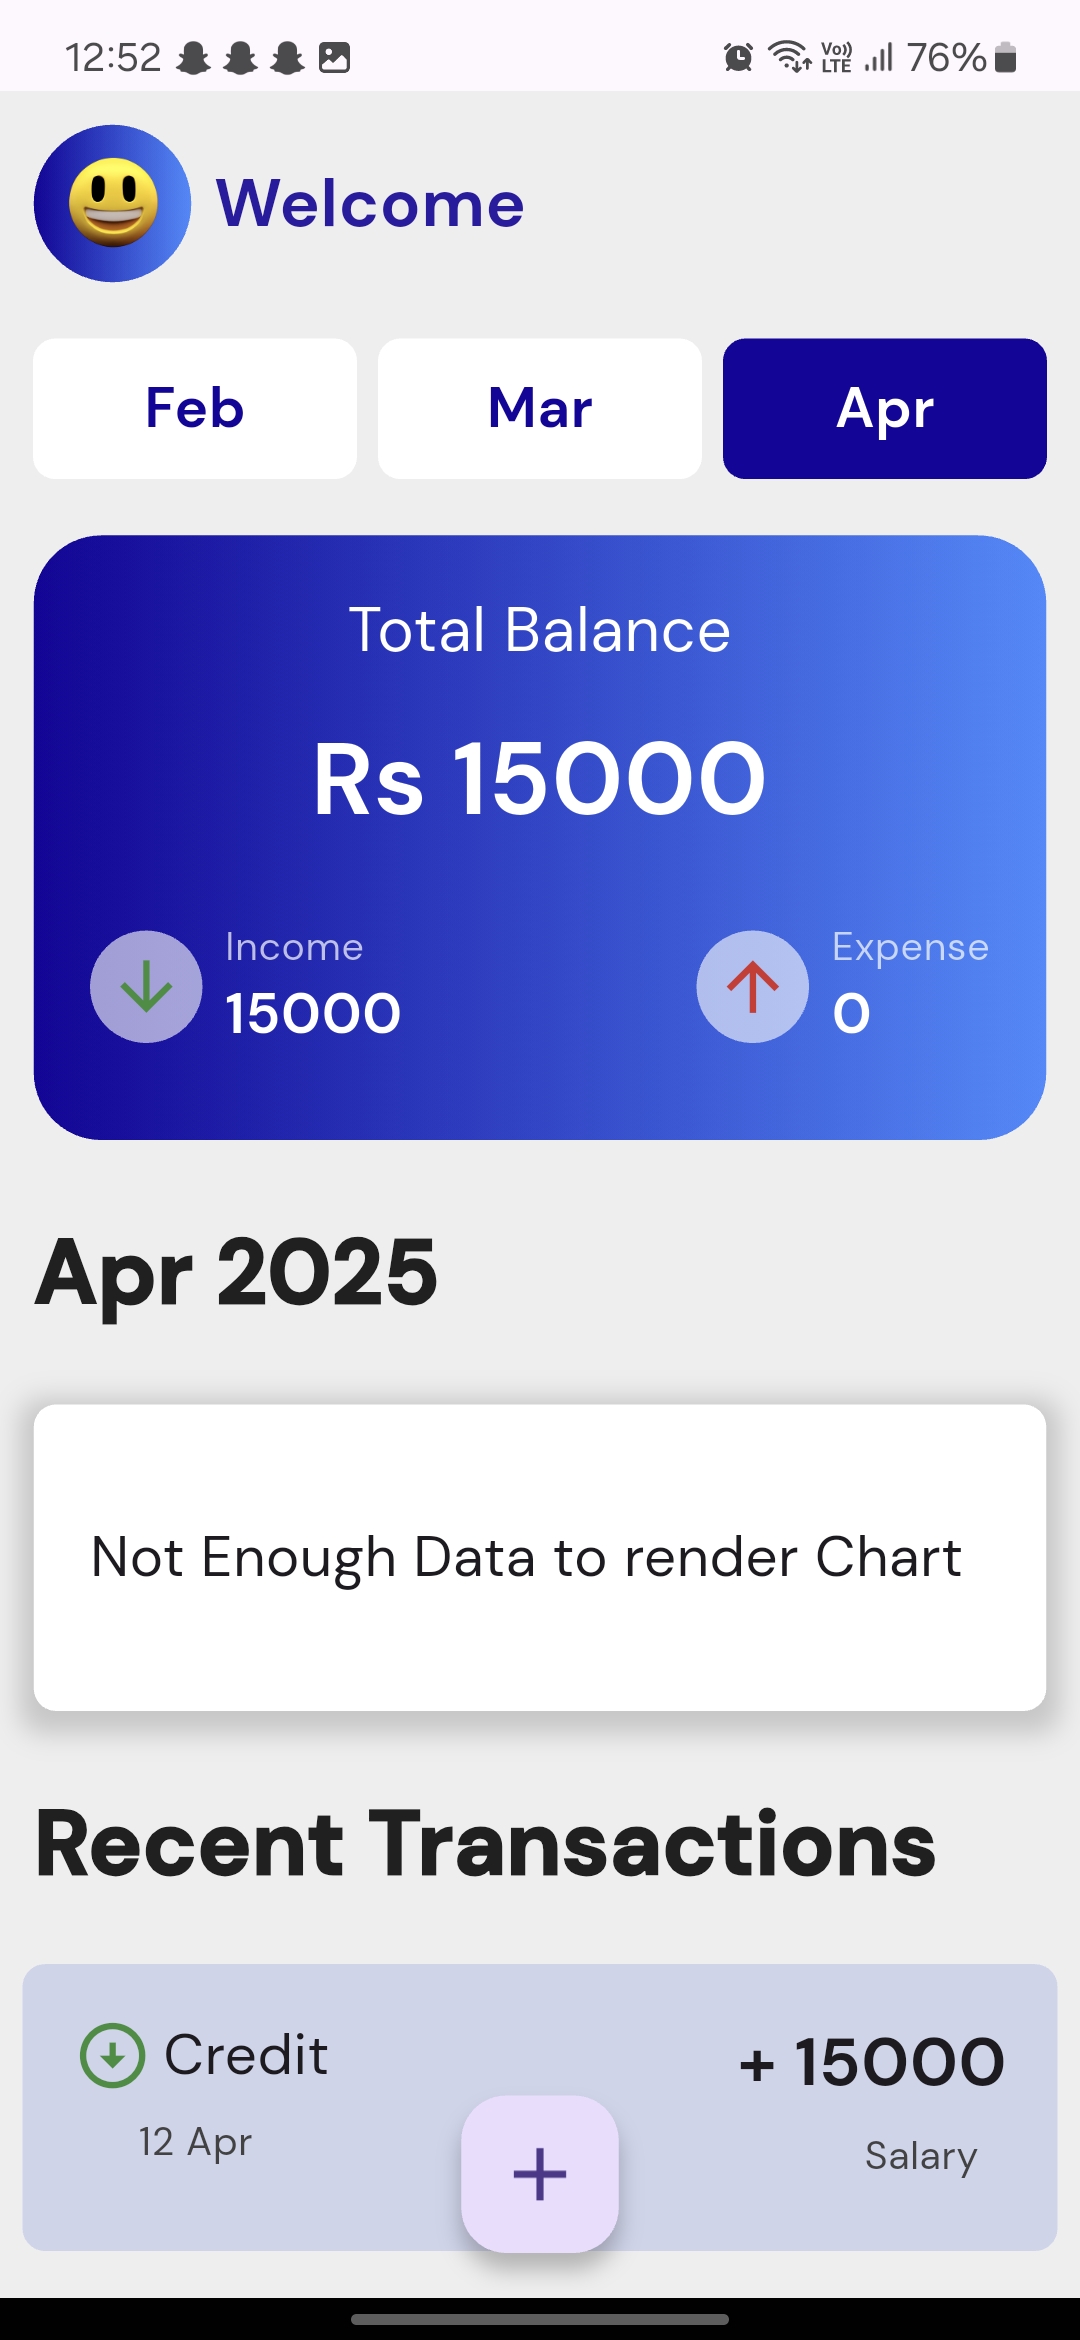 12:52
Vo)) LTE 76%
Welcome
Feb Mar Apr
Total Balance
Rs 15000
Income Expense
15000 0
Apr 2025
Not Enough Data to render Chart
Recent Transactions
Credit + 15000
12 Apr Salary
+